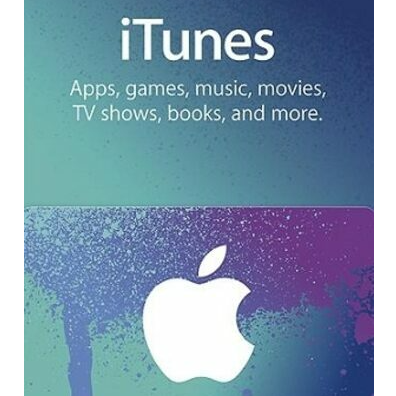 iTunes
Apps, games, music, movies,
TV shows, books, and more.